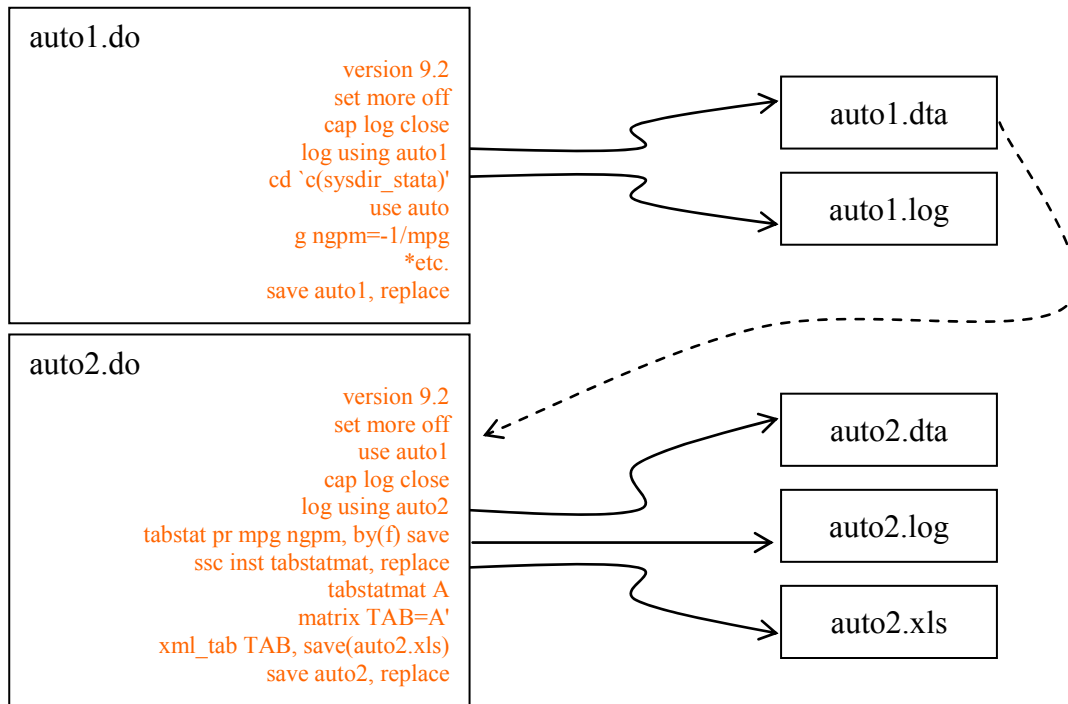 auto1.do
version 9.2
set more off
cap log close
log using auto1
cd `c(sysdir_stata)'
use auto
g ngpm=-1/mpg
*etc.
save auto1, replace
auto1.dta
auto1.log
auto2.do
version 9.2
set more off
use auto1
cap log close
log using auto2
tabstat pr mpg ngpm, by(f) save
ssc inst tabstatmat, replace
tabstatmat A
matrix TAB=A'
xml_tab TAB, save(auto2.xls)
save auto2, replace
auto2.dta
auto2.log
auto2.xls